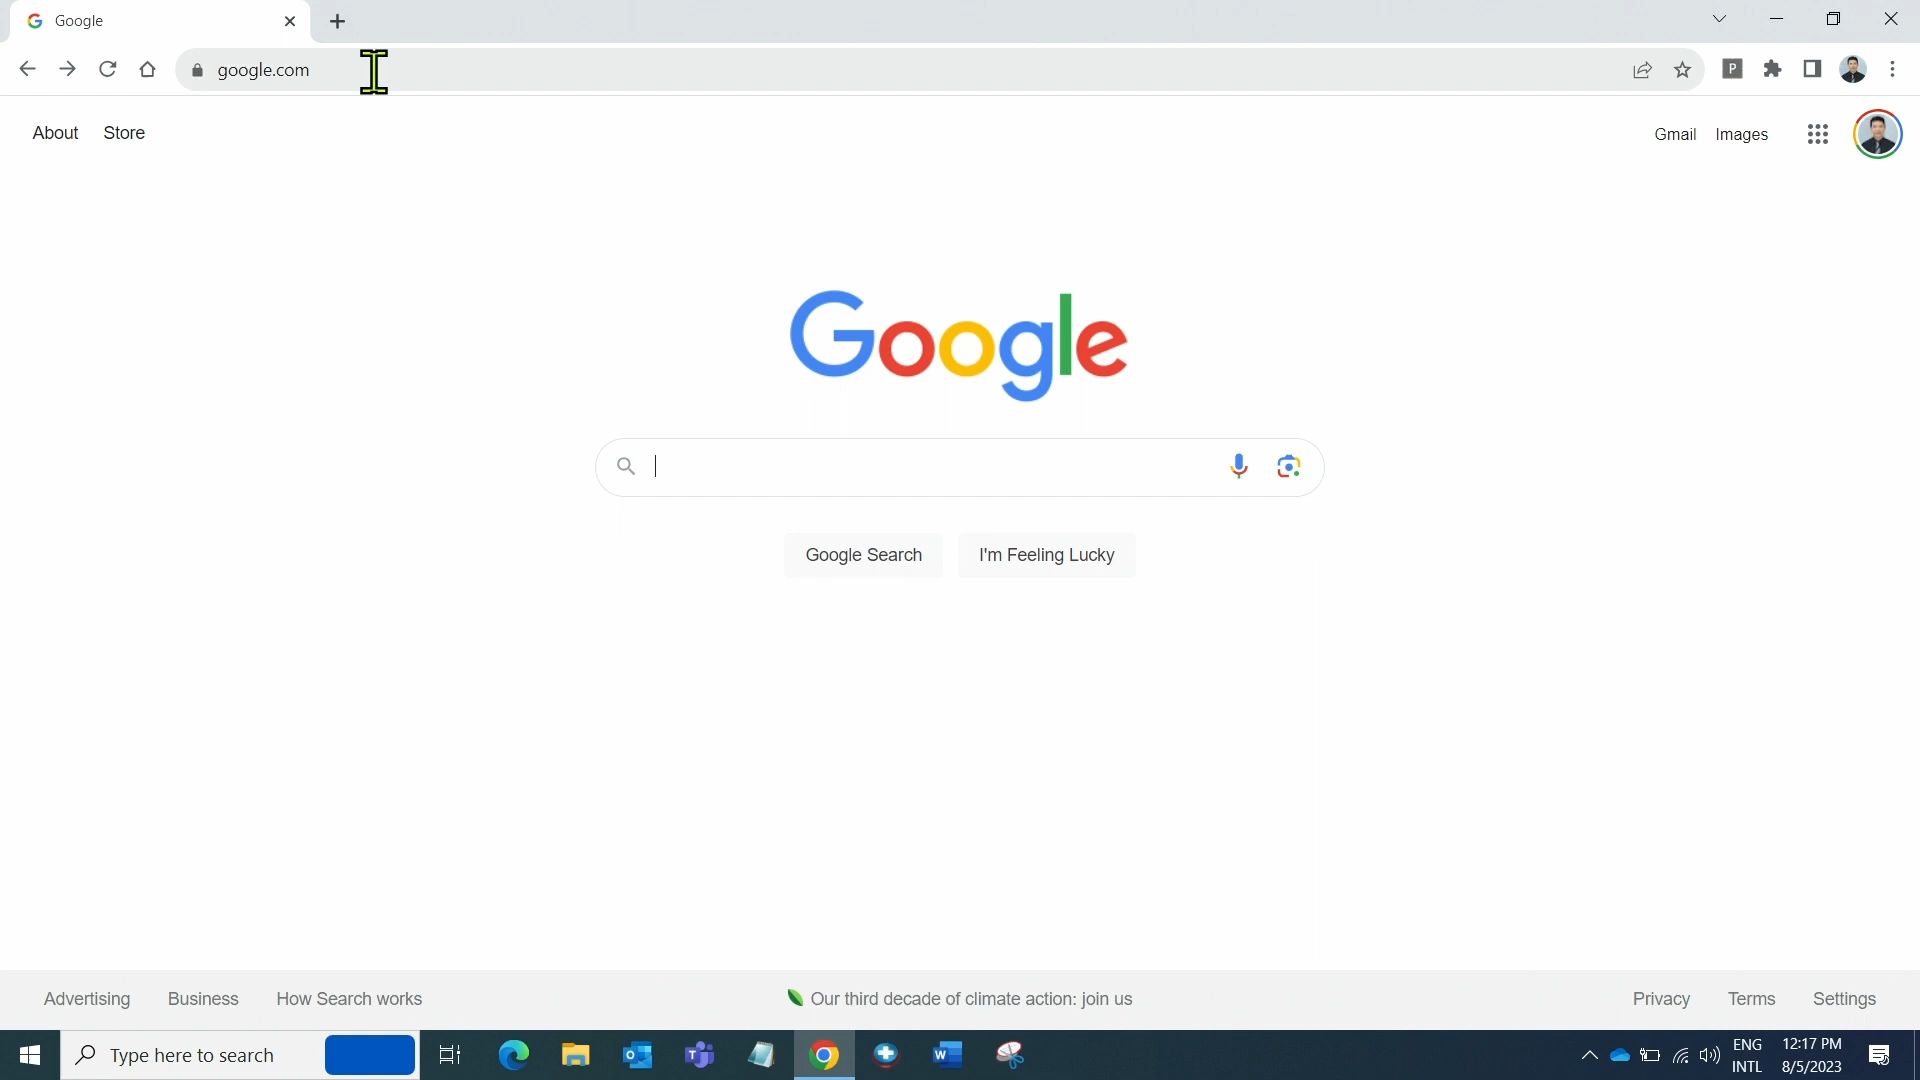 Google
google.com
P
About Store Gmail Images
Google
Google Search I'm Feeling Lucky
Advertising Business How Search works Our third decade of climate action: join us Privacy Terms Settings
Type here to search
ENG 12:17 PM
INTL 8/5/2023